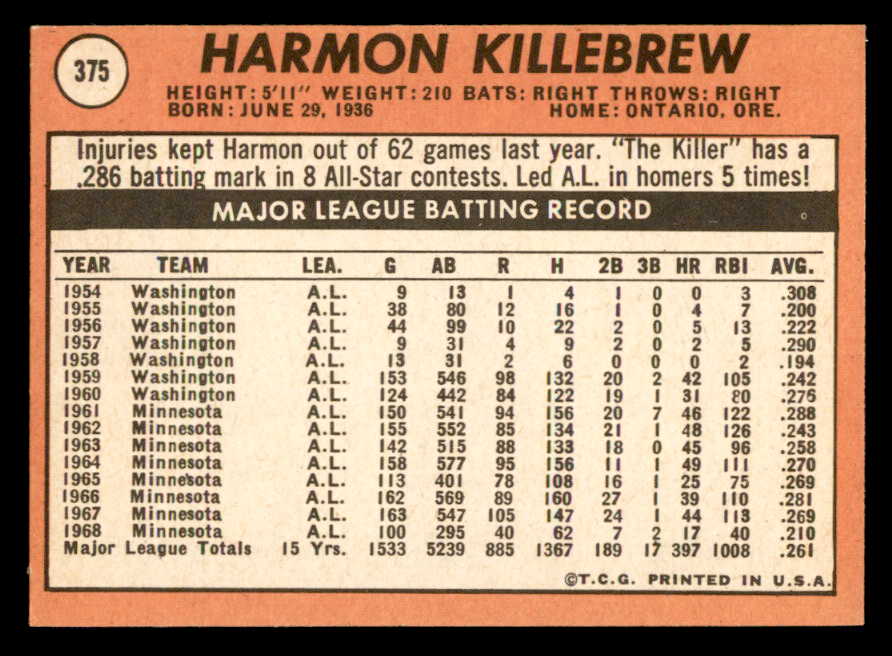 375
HARMON KILLEBREW
HEIGHT: 5'11" WEIGHT: 210 BATS: RIGHT THROWS: RIGHT
BORN: JUNE 29, 1936 HOME: ONTARIO, ORE.
Injuries kept Harmon out of 62 games last year. "The Killer" has a
.286 batting mark in 8 All-Star contests. Led A.L. in homers 5 times!
MAJOR LEAGUE BATTING RECORD
YEAR TEAM LEA. G AB R H 2B 3B HR RBI AVG.
1954 Washington A.L. 9 13 1 4 1 0 0 3 .308
1955 Washington A.L. 38 80 12 16 1 0 4 7 .200
1956 Washington A.L. 44 99 10 22 2 0 5 13 .222
1957 Washington A.L. 9 31 4 9 2 0 2 5 .290
1958 Washington A.L. 13 31 2 6 0 0 0 2 .194
1959 Washington A.L. 153 546 98 132 20 2 42 105 .242
1960 Washington A.L. 124 442 84 122 19 1 31 80 .276
1961 Minnesota A.L. 150 541 94 156 20 7 46 122 .288
1962 Minnesota A.L. 155 552 85 134 21 1 48 126 .243
1963 Minnesota A.L. 142 515 88 133 18 0 45 96 .258
1964 Minnesota A.L. 158 577 95 156 11 1 49 111 .270
1965 Minnesota A.L. 113 401 78 108 16 1 25 75 .269
1966 Minnesota A.L. 162 569 89 160 27 1 39 110 .281
1967 Minnesota A.L. 163 547 105 147 24 1 44 113 .269
1968 Minnesota A.L. 100 295 40 62 7 2 17 40 .210
Major League Totals 15 Yrs. 1533 5239 885 1367 189 17 397 1008 .261
©T.C.G. PRINTED IN U.S.A.